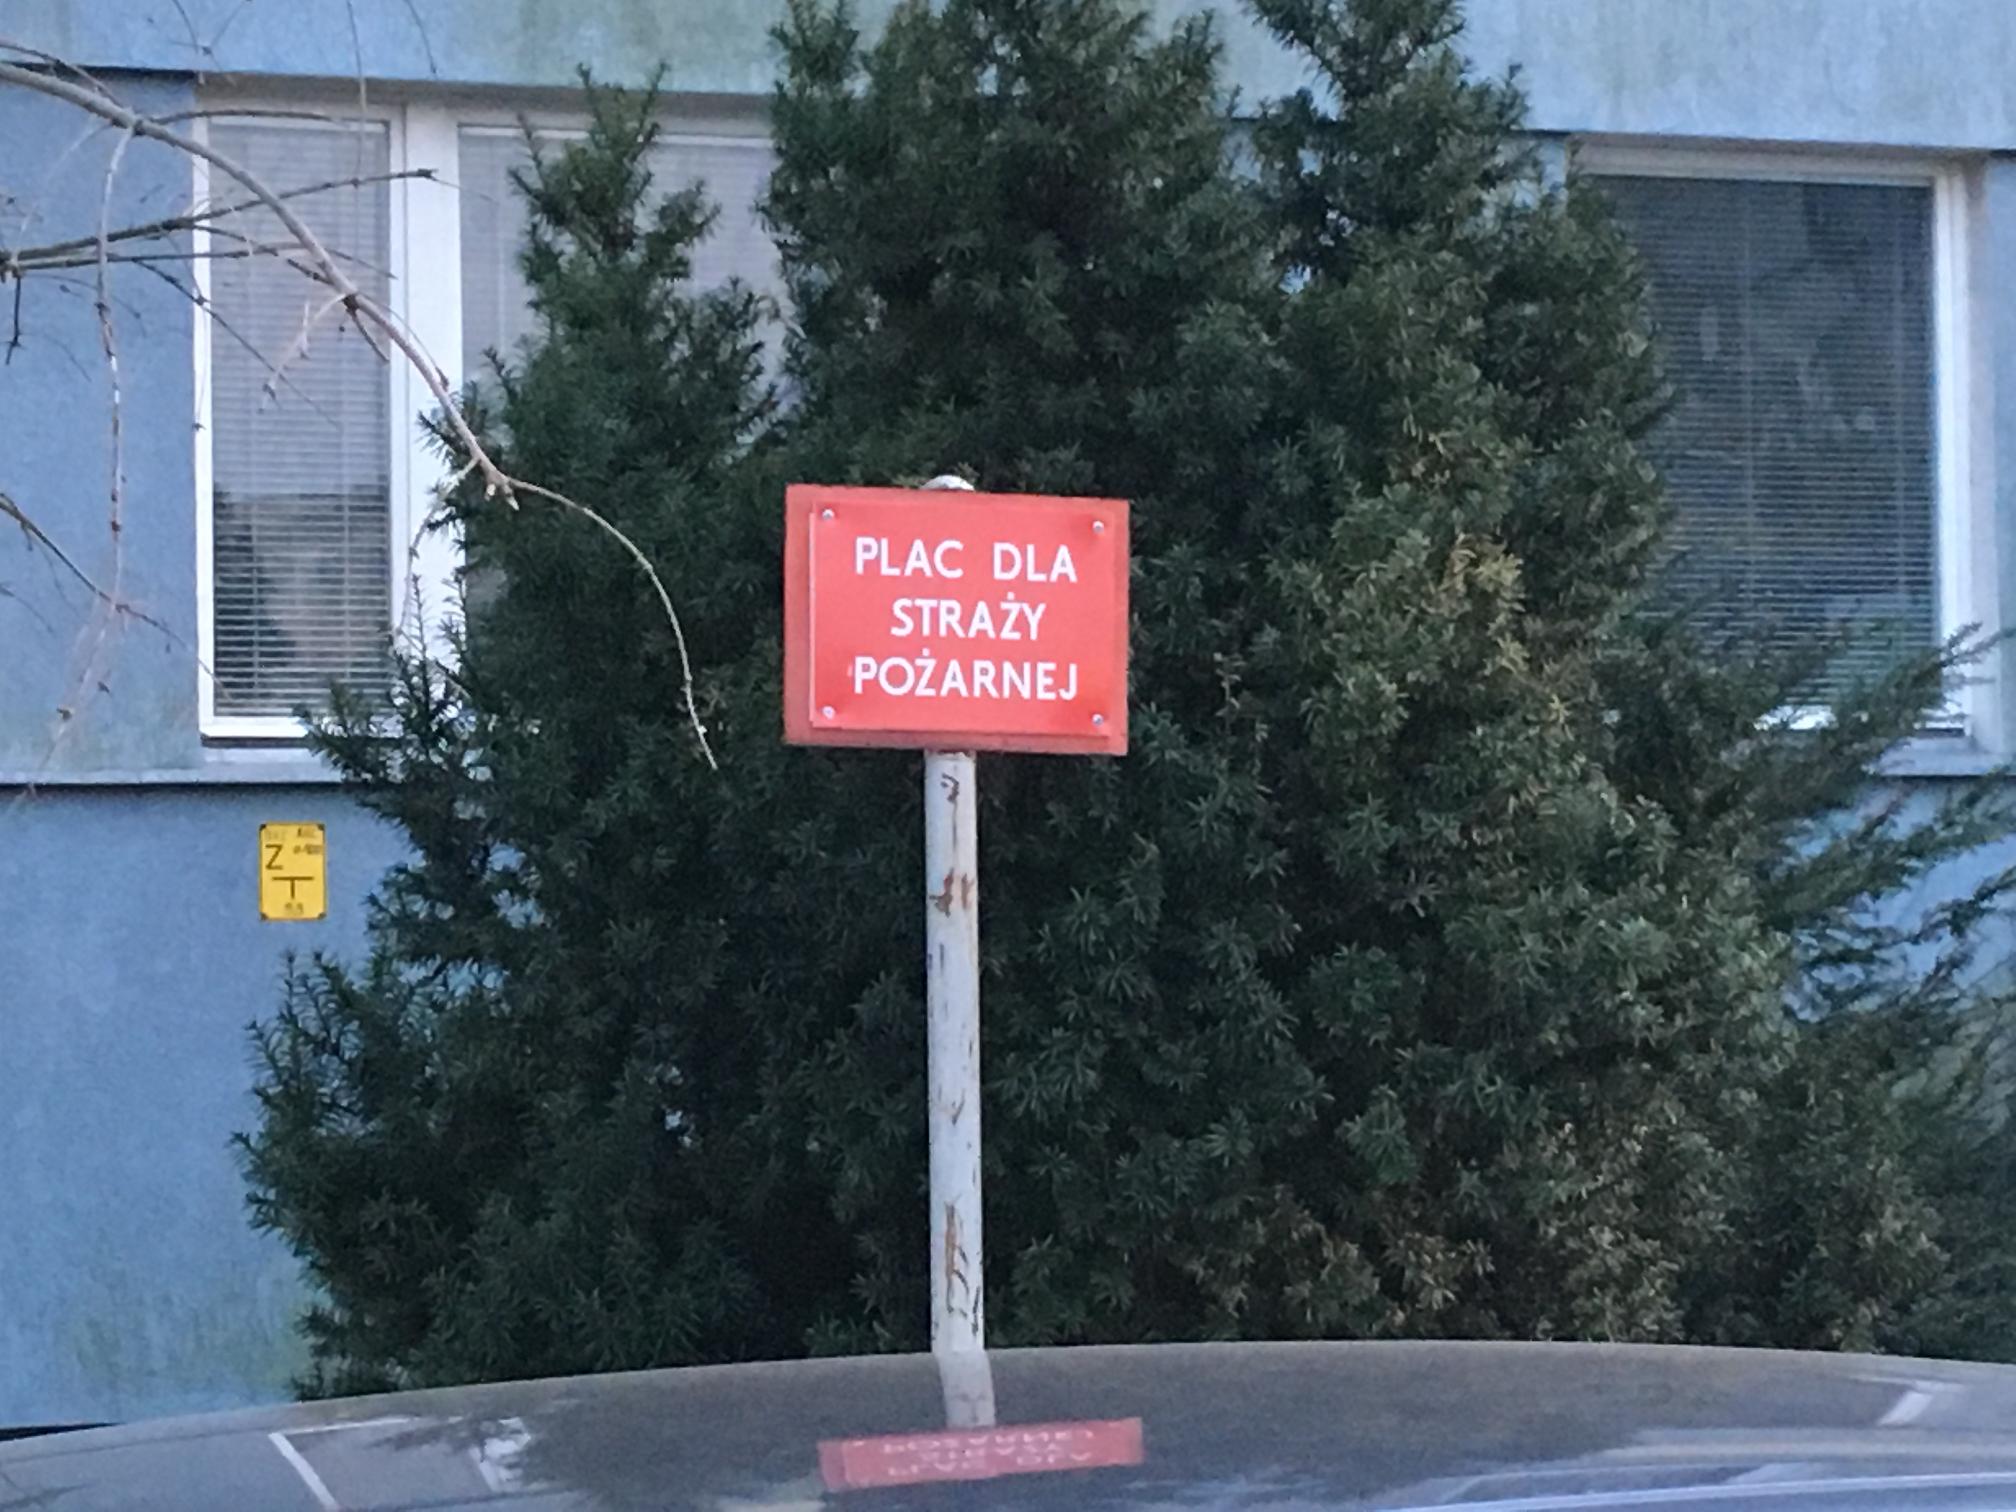 PLAC DLA
STRAŻY
POŻARNEJ
Z